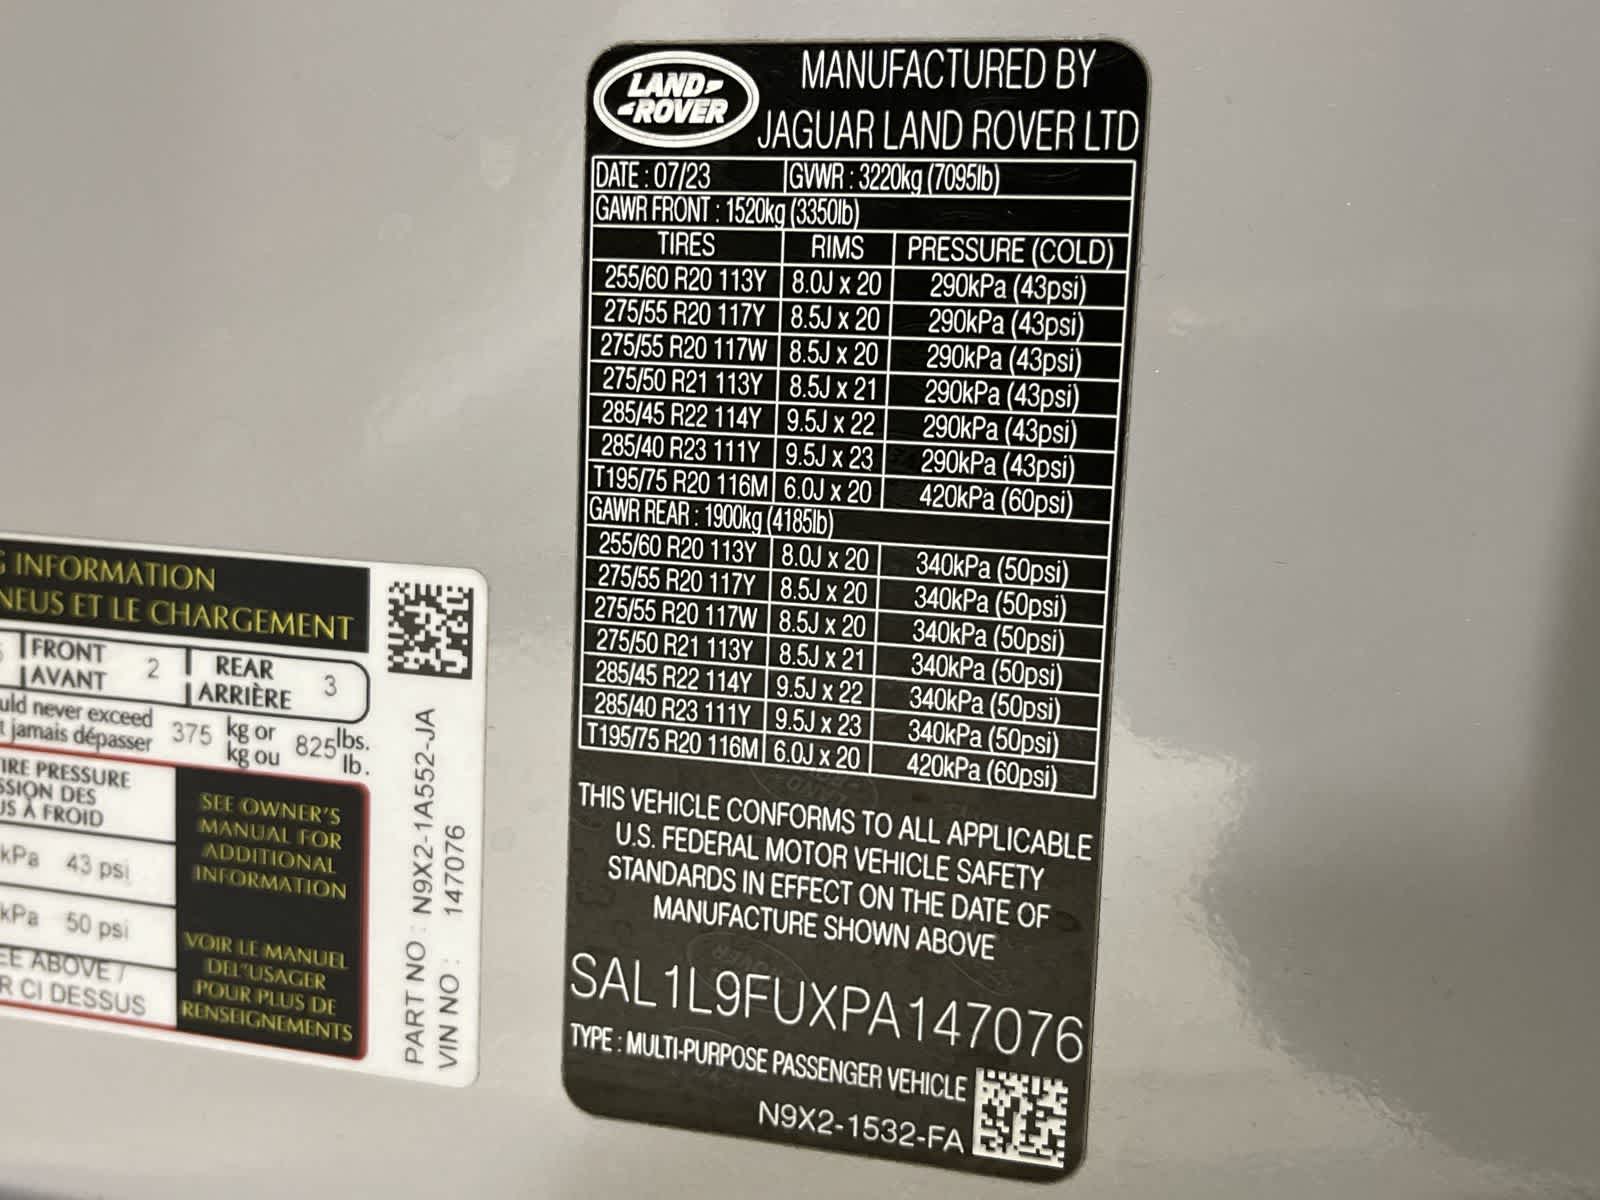 LAND
ROVER
MANUFACTURED BY
JAGUAR LAND ROVER LTD
DATE : 07/23 GVWR : 3220kg (7095lb)
GAWR FRONT : 1520kg (3350lb)
TIRES RIMS PRESSURE (COLD)
255/60 R20 113Y 8.0J x 20 290kPa (43psi)
275/55 R20 117Y 8.5J x 20 290kPa (43psi)
275/55 R20 117W 8.5J x 20 290kPa (43psi)
275/50 R21 113Y 8.5J x 21 290kPa (43psi)
285/45 R22 114Y 9.5J x 22 290kPa (43psi)
285/40 R23 111Y 9.5J x 23 290kPa (43psi)
T195/75 R20 116M 6.0J x 20 420kPa (60psi)
GAWR REAR : 1900kg (4185lb)
255/60 R20 113Y 8.0J x 20 340kPa (50psi)
275/55 R20 117Y 8.5J x 20 340kPa (50psi)
275/55 R20 117W 8.5J x 20 340kPa (50psi)
275/50 R21 113Y 8.5J x 21 340kPa (50psi)
285/45 R22 114Y 9.5J x 22 340kPa (50psi)
285/40 R23 111Y 9.5J x 23 340kPa (50psi)
T195/75 R20 116M 6.0J x 20 420kPa (60psi)
THIS VEHICLE CONFORMS TO ALL APPLICABLE
U.S. FEDERAL MOTOR VEHICLE SAFETY
STANDARDS IN EFFECT ON THE DATE OF
MANUFACTURE SHOWN ABOVE
SAL1L9FUXPA147076
TYPE : MULTI-PURPOSE PASSENGER VEHICLE
N9X2-1532-FA
INFORMATION
ET LE CHARGEMENT
FRONT 2 REAR 3
AVANT ARRIÈRE
never exceed 375 kg or 825 lbs.
jamais dépasser kg ou lb.
PRESSURE
DES
À FROID
kPa 43 psi
kPa 50 psi
ABOVE /
CI DESSUS
SEE OWNER'S
MANUAL FOR
ADDITIONAL
INFORMATION
VOIR LE MANUEL
DEL'USAGER
POUR PLUS DE
RENSEIGNEMENTS
PART NO : N9X2-1A552-JA
VIN NO : 147076